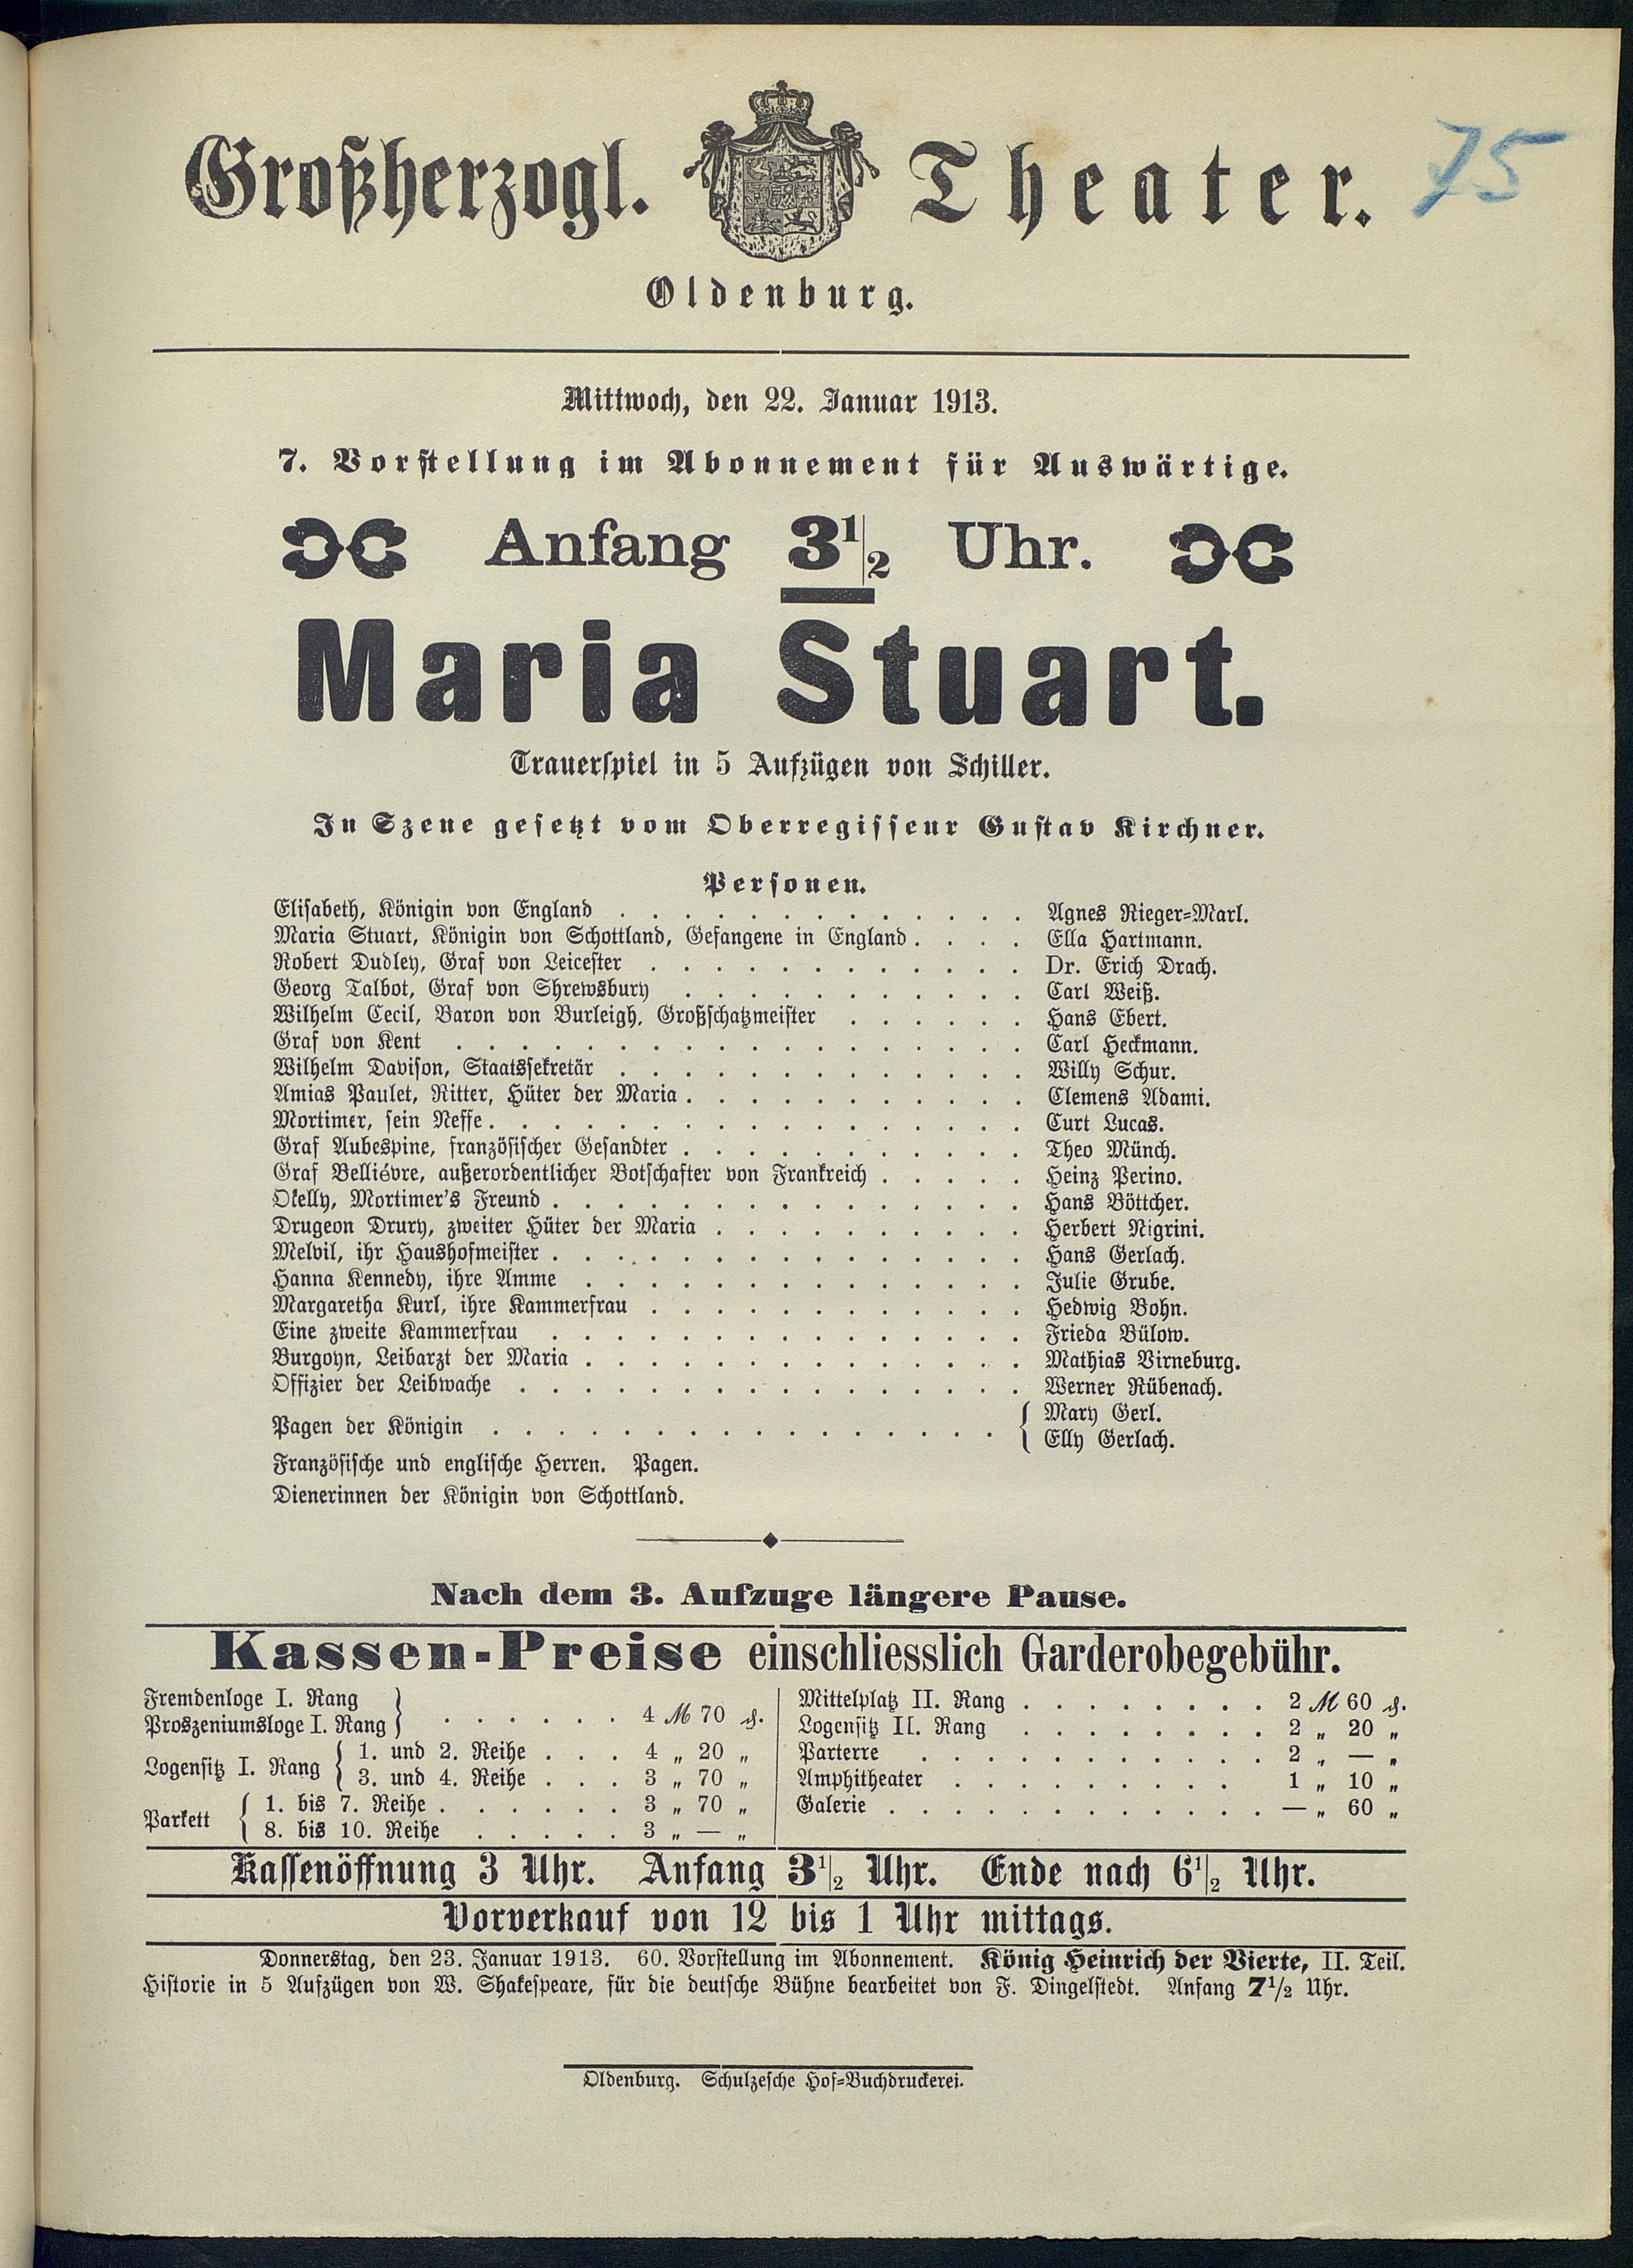 Großherzogl. Theater.
75
Oldenburg.
Mittwoch, den 22. Januar 1913.
7. Vorstellung im Abonnement für Auswärtige.
Anfang 3 1/2 Uhr.
Maria Stuart.
Trauerspiel in 5 Aufzügen von Schiller.
In Szene gesetzt vom Oberregisseur Gustav Kirchner.
Personen.
Elisabeth, Königin von England . . . . . . . . . . . . . Agnes Rieger-Marl.
Maria Stuart, Königin von Schottland, Gefangene in England . . . . Ella Hartmann.
Robert Dudley, Graf von Leicester . . . . . . . . . . . . Dr. Erich Drach.
Georg Talbot, Graf von Shrewsbury . . . . . . . . . . . Carl Weiß.
Wilhelm Cecil, Baron von Burleigh, Großschatzmeister . . . . . . Hans Ebert.
Graf von Kent . . . . . . . . . . . . . . . . . . Carl Heckmann.
Wilhelm Davison, Staatssekretär . . . . . . . . . . . . . Willy Schur.
Amias Paulet, Ritter, Hüter der Maria . . . . . . . . . . . Clemens Adami.
Mortimer, sein Neffe . . . . . . . . . . . . . . . . . Curt Lucas.
Graf Aubespine, französischer Gesandter . . . . . . . . . . . Theo Münch.
Graf Belliévre, außerordentlicher Botschafter von Frankreich . . . . . Heinz Perino.
Okelly, Mortimer's Freund . . . . . . . . . . . . . . . Hans Böttcher.
Drugeon Drury, zweiter Hüter der Maria . . . . . . . . . . Herbert Nigrini.
Melvil, ihr Haushofmeister . . . . . . . . . . . . . . . Hans Gerlach.
Hanna Kennedy, ihre Amme . . . . . . . . . . . . . . Julie Grube.
Margaretha Kurl, ihre Kammerfrau . . . . . . . . . . . . Hedwig Bohn.
Eine zweite Kammerfrau . . . . . . . . . . . . . . . Frieda Bülow.
Burgoyn, Leibarzt der Maria . . . . . . . . . . . . . . Mathias Virneburg.
Offizier der Leibwache . . . . . . . . . . . . . . . . Werner Rübenach.
Pagen der Königin . . . . . . . . . . . . . . . . { Mary Gerl.
Elly Gerlach.
Französische und englische Herren. Pagen.
Dienerinnen der Königin von Schottland.
Nach dem 3. Aufzuge längere Pause.
Kassen-Preise einschliesslich Garderobegebühr.
Fremdenloge I. Rang
Proszeniumsloge I. Rang } . . . . . . 4 M 70 ₰.
Logensitz I. Rang { 1. und 2. Reihe . . . 4 „ 20 „
3. und 4. Reihe . . . 3 „ 70 „
Parkett { 1. bis 7. Reihe . . . . . . 3 „ 70 „
8. bis 10. Reihe . . . . . 3 „ — „
Mittelplatz II. Rang . . . . . . . . 2 M 60 ₰.
Logensitz II. Rang . . . . . . . . 2 „ 20 „
Parterre . . . . . . . . . . . 2 „ — „
Amphitheater . . . . . . . . . 1 „ 10 „
Galerie . . . . . . . . . . . . — „ 60 „
Kassenöffnung 3 Uhr. Anfang 3 1/2 Uhr. Ende nach 6 1/2 Uhr.
Vorverkauf von 12 bis 1 Uhr mittags.
Donnerstag, den 23. Januar 1913. 60. Vorstellung im Abonnement. König Heinrich der Vierte, II. Teil.
Historie in 5 Aufzügen von W. Shakespeare, für die deutsche Bühne bearbeitet von F. Dingelstedt. Anfang 7 1/2 Uhr.
Oldenburg. Schulzesche Hof-Buchdruckerei.